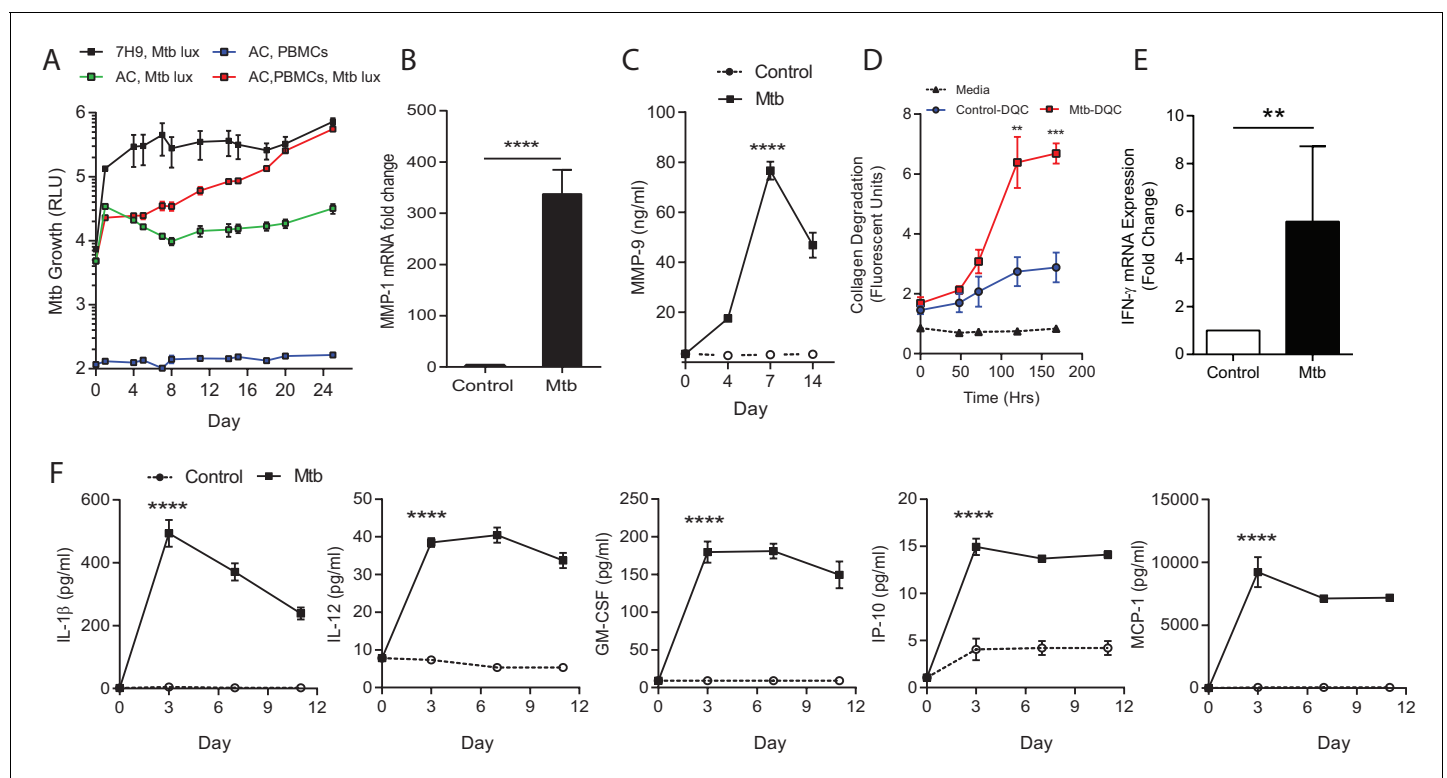 A
7H9, Mtb lux
AC, PBMCs
AC, Mtb lux
AC,PBMCs, Mtb lux
Mtb Growth (RLU)
6
5
4
3
2
0 4 8 12 16 20 24
Day
B
MMP-1 mRNA fold change
500
400
300
200
100
0
****
Control Mtb
C
Control
Mtb
MMP-9 (ng/ml)
100
80
60
40
20
****
0 4 7 14
Day
D
Media
Control-DQC
Mtb-DQC
Collagen Degradation
(Fluorescent Units)
8
6
4
2
0
**
***
0 50 100 150 200
Time (Hrs)
E
IFN-γ mRNA Expression
(Fold Change)
10
8
6
4
2
0
**
Control Mtb
F
Control
Mtb
IL-1β (pg/ml)
600
400
200
0
****
0 3 6 9 12
Day
IL-12 (pg/ml)
50
40
30
20
10
0
****
0 3 6 9 12
Day
GM-CSF (pg/ml)
250
200
150
100
50
0
****
0 3 6 9 12
Day
IP-10 (pg/ml)
20
15
10
5
0
****
0 3 6 9 12
Day
MCP-1 (pg/ml)
15000
10000
5000
0
****
0 3 6 9 12
Day